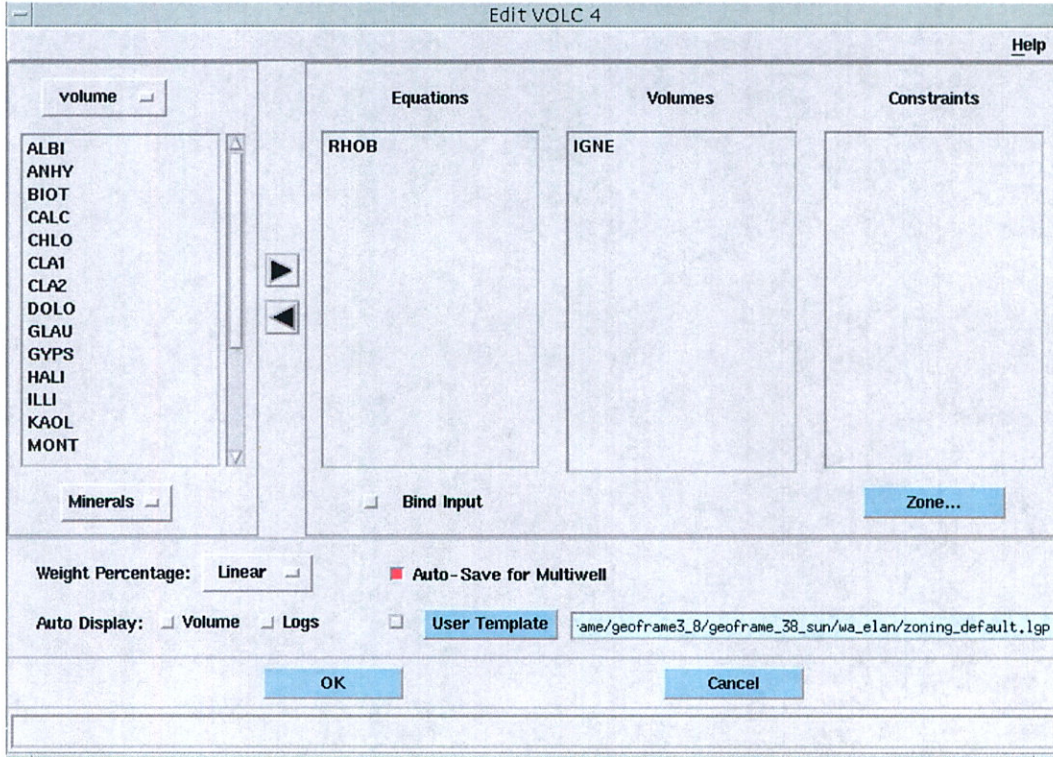 Edit VOLC 4
Help
volume
Equations
Volumes
Constraints
ALBI
ANHY
BIOT
CALC
CHLO
CLA1
CLA2
DOLO
GLAU
GYPS
HALI
ILLI
KAOL
MONT
RHOB
IGNE
Minerals
Bind Input
Zone...
Weight Percentage: Linear
Auto-Save for Multiwell
Auto Display: Volume Logs
User Template
ame/geoframe3_8/geoframe_38_sun/wa_elan/zoning_default.lgp
OK
Cancel